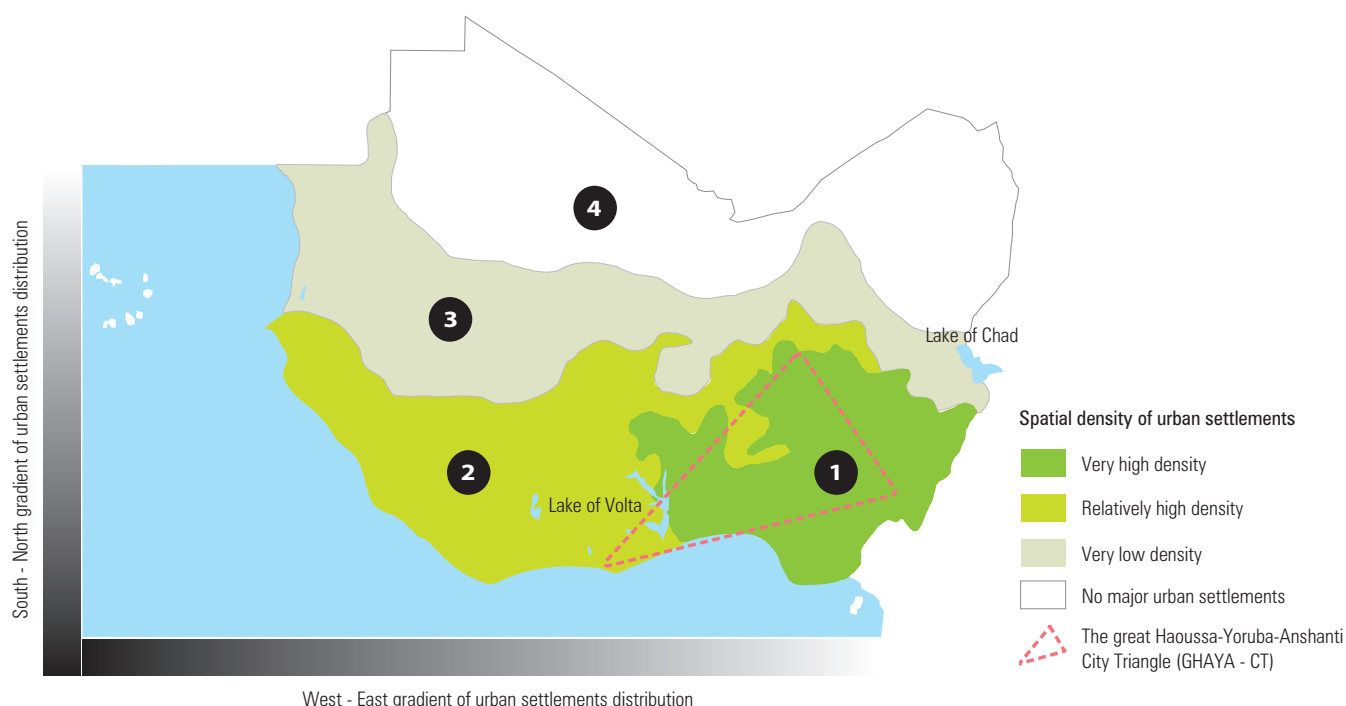 South - North gradient of urban settlements distribution
4
3
Lake of Chad
2
1
Lake of Volta
West - East gradient of urban settlements distribution
Spatial density of urban settlements
Very high density
Relatively high density
Very low density
No major urban settlements
The great Haoussa-Yoruba-Anshanti
City Triangle (GHAYA - CT)